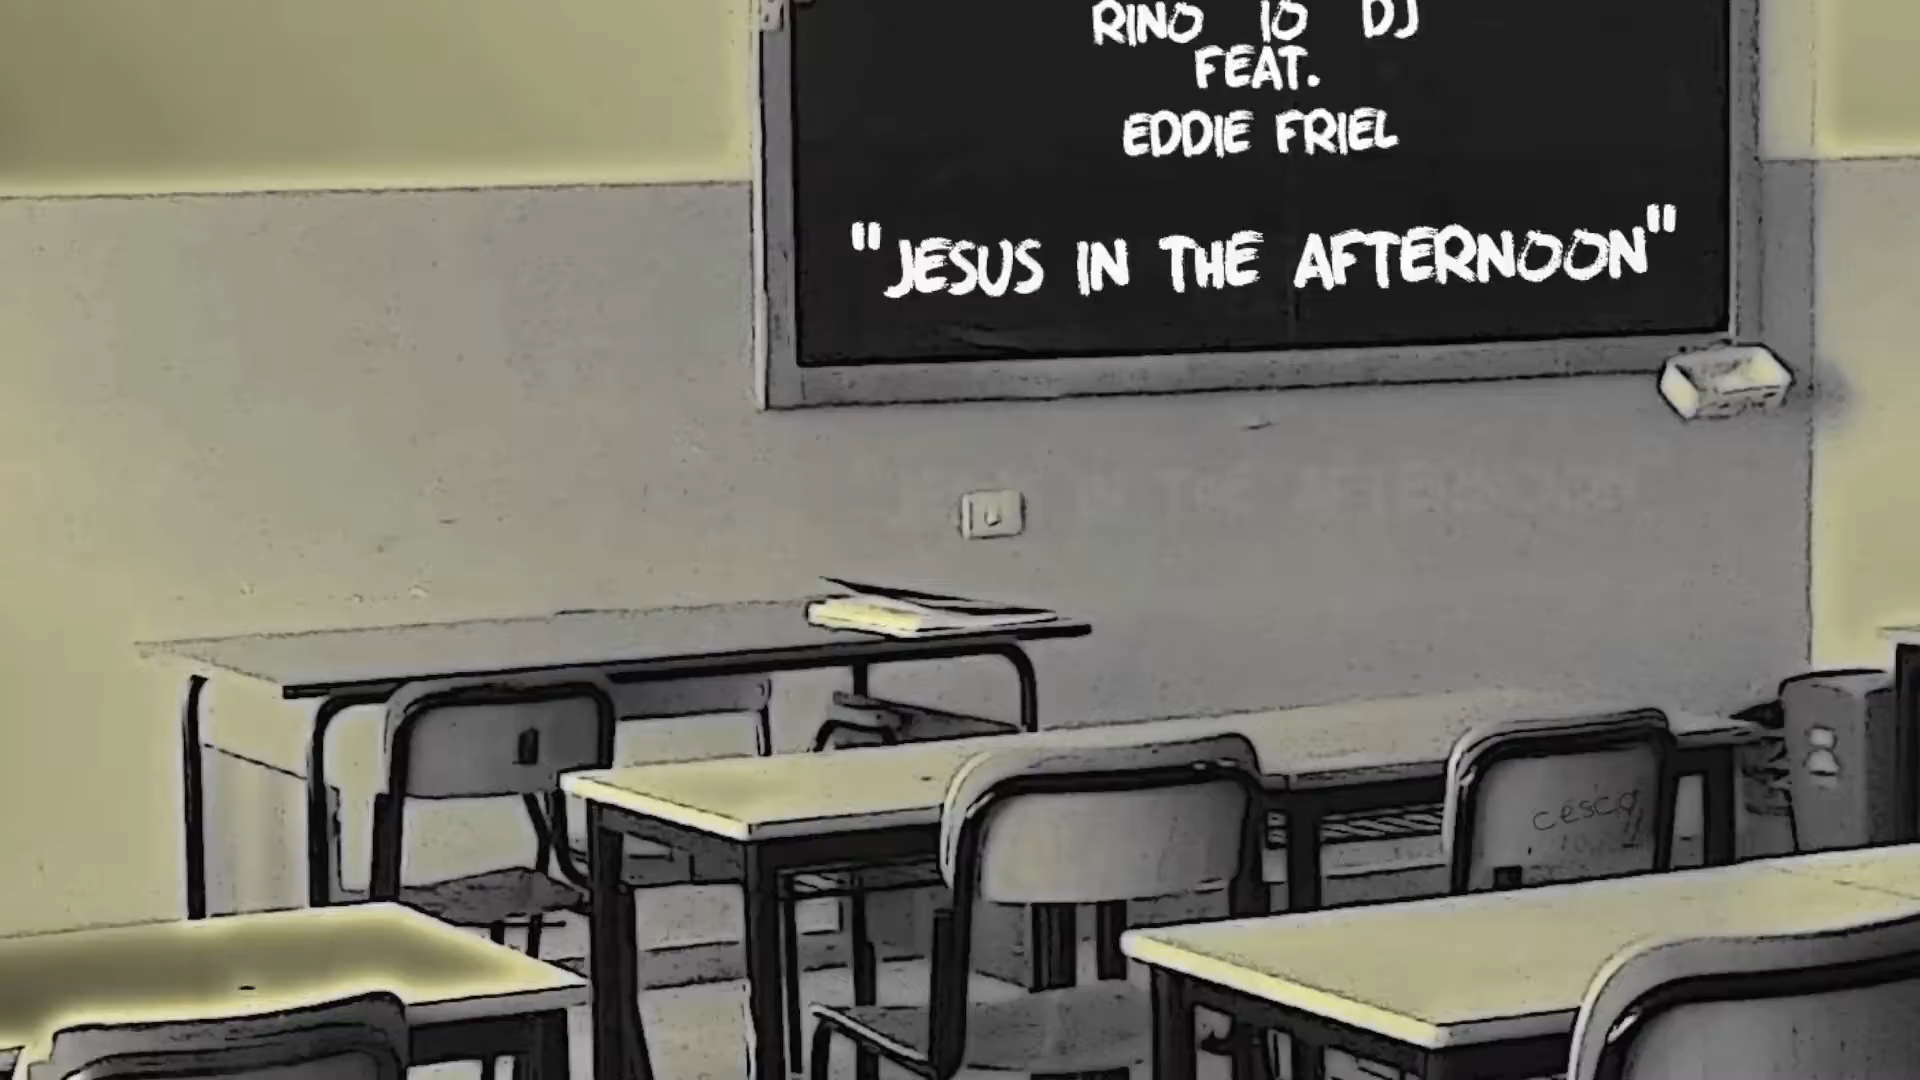 RINO IO DJ
FEAT.
EDDIE FRIEL
"JESUS IN THE AFTERNOON"
cesco